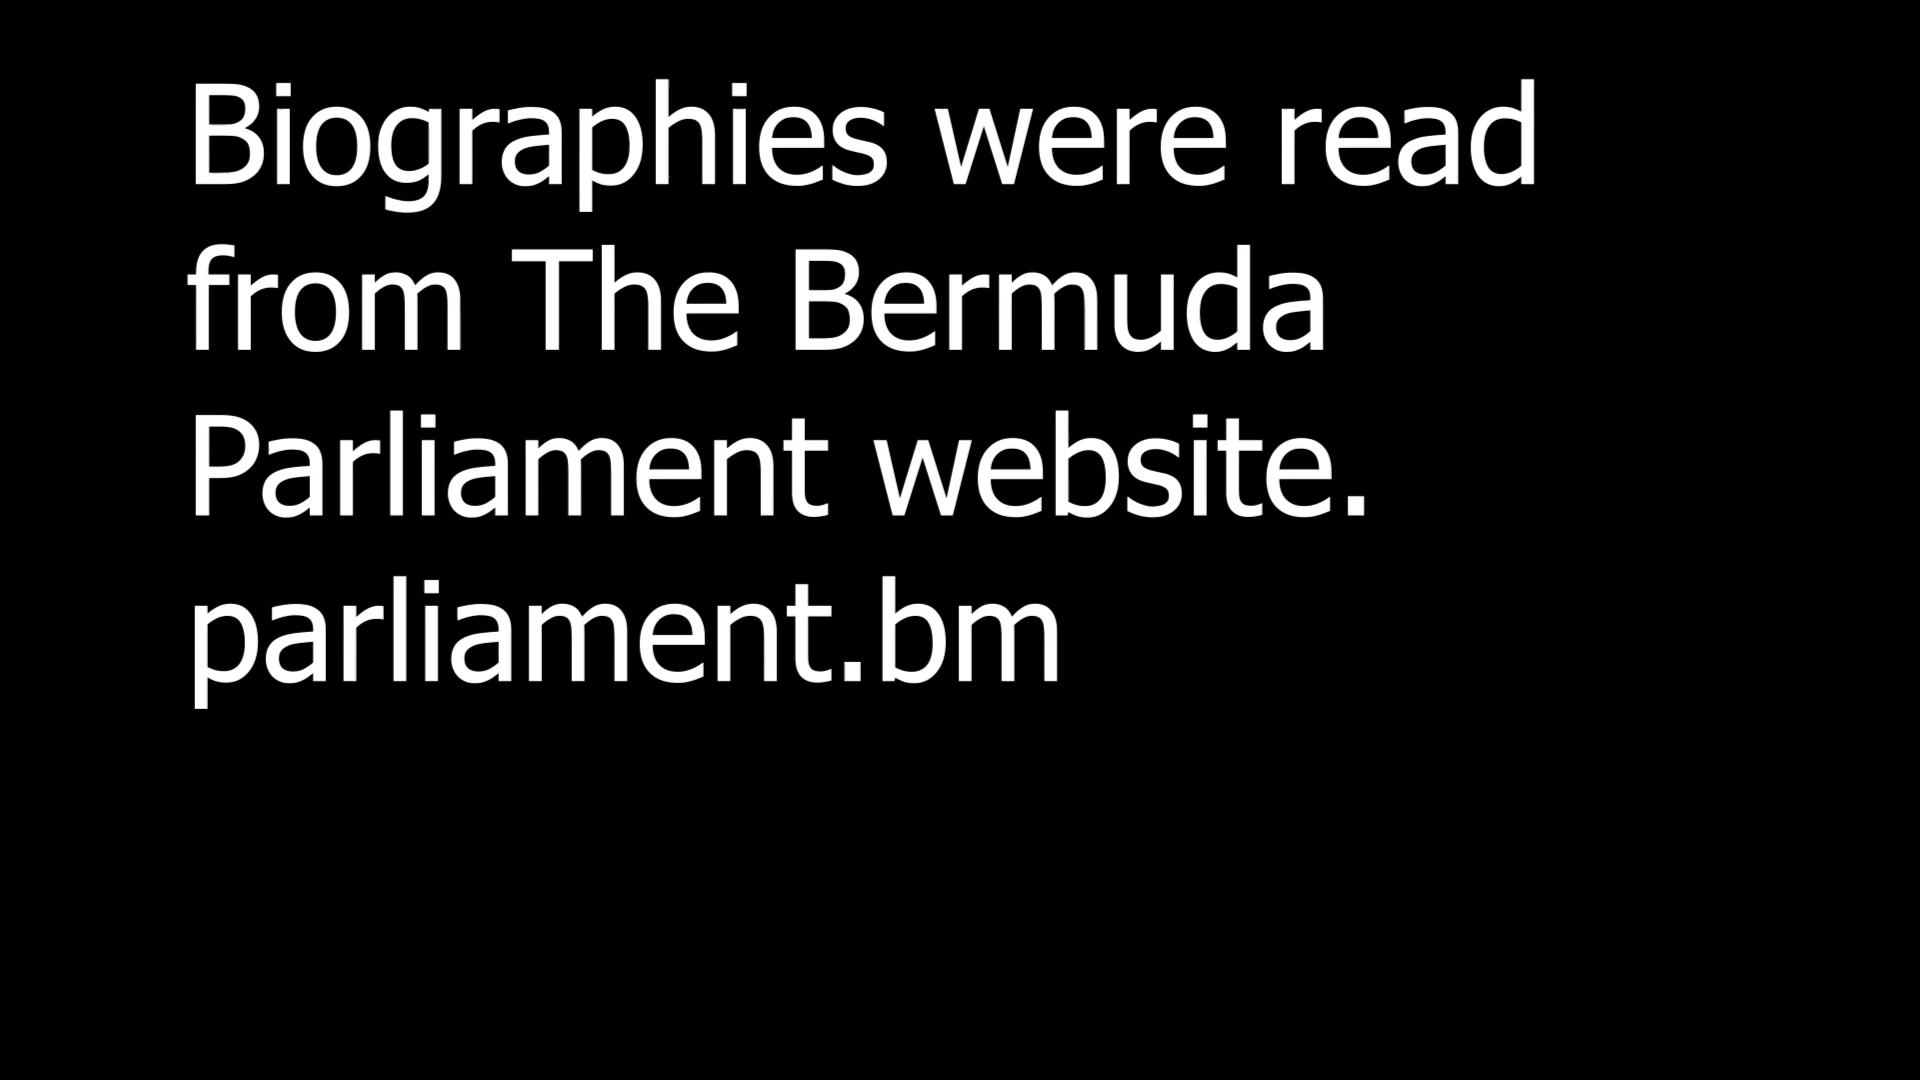 Biographies were read
from The Bermuda
Parliament website.
parliament.bm